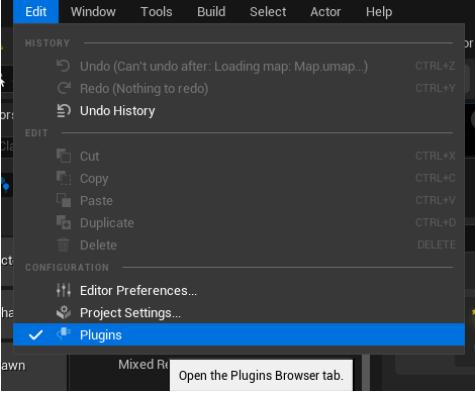 Edit Window Tools Build Select Actor Help
HISTORY
Undo (Can't undo after: Loading map: Map.umap...) CTRL+Z
Redo (Nothing to redo) CTRL+Y
Undo History
EDIT
Cut CTRL+X
Copy CTRL+C
Paste CTRL+V
Duplicate CTRL+D
Delete DELETE
CONFIGURATION
Editor Preferences...
Project Settings...
Plugins
Mixed
Open the Plugins Browser tab.